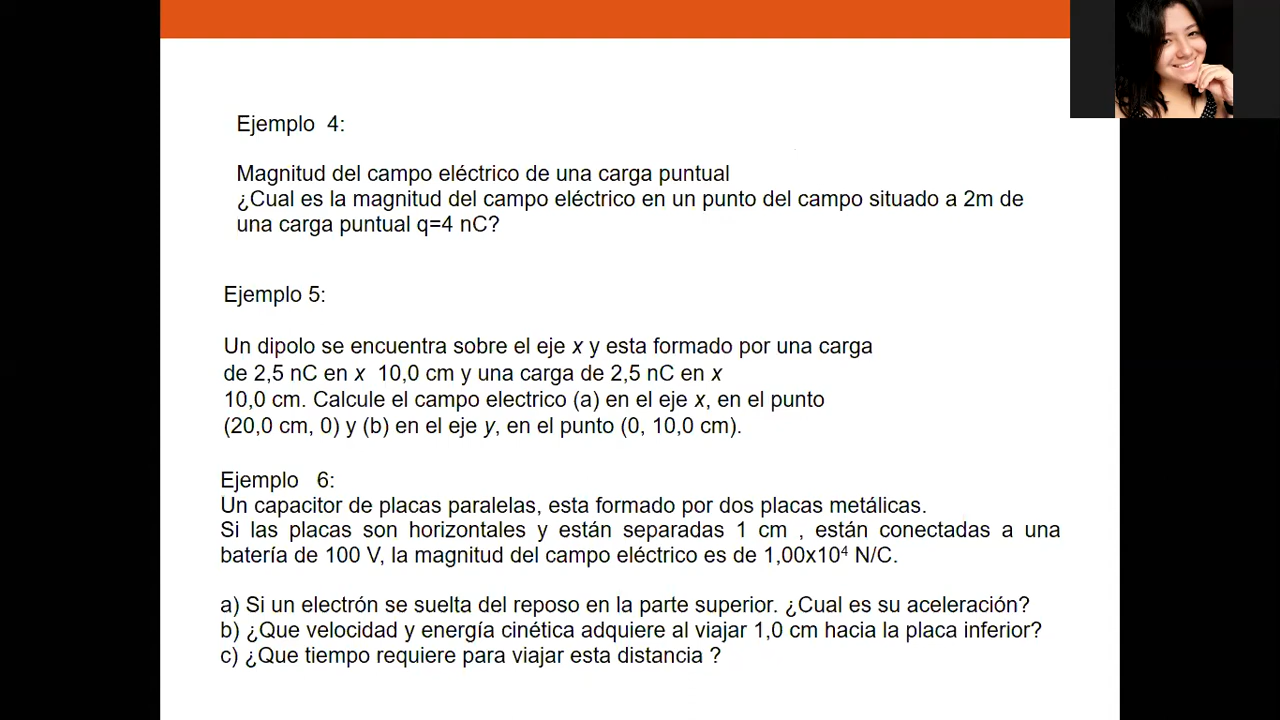 Ejemplo 4:
Magnitud del campo eléctrico de una carga puntual
¿Cual es la magnitud del campo eléctrico en un punto del campo situado a 2m de
una carga puntual q=4 nC?
Ejemplo 5:
Un dipolo se encuentra sobre el eje x y esta formado por una carga
de 2,5 nC en x 10,0 cm y una carga de 2,5 nC en x
10,0 cm. Calcule el campo electrico (a) en el eje x, en el punto
(20,0 cm, 0) y (b) en el eje y, en el punto (0, 10,0 cm).
Ejemplo 6:
Un capacitor de placas paralelas, esta formado por dos placas metálicas.
Si las placas son horizontales y están separadas 1 cm , están conectadas a una
batería de 100 V, la magnitud del campo eléctrico es de 1,00x10⁴ N/C.
a) Si un electrón se suelta del reposo en la parte superior. ¿Cual es su aceleración?
b) ¿Que velocidad y energía cinética adquiere al viajar 1,0 cm hacia la placa inferior?
c) ¿Que tiempo requiere para viajar esta distancia ?